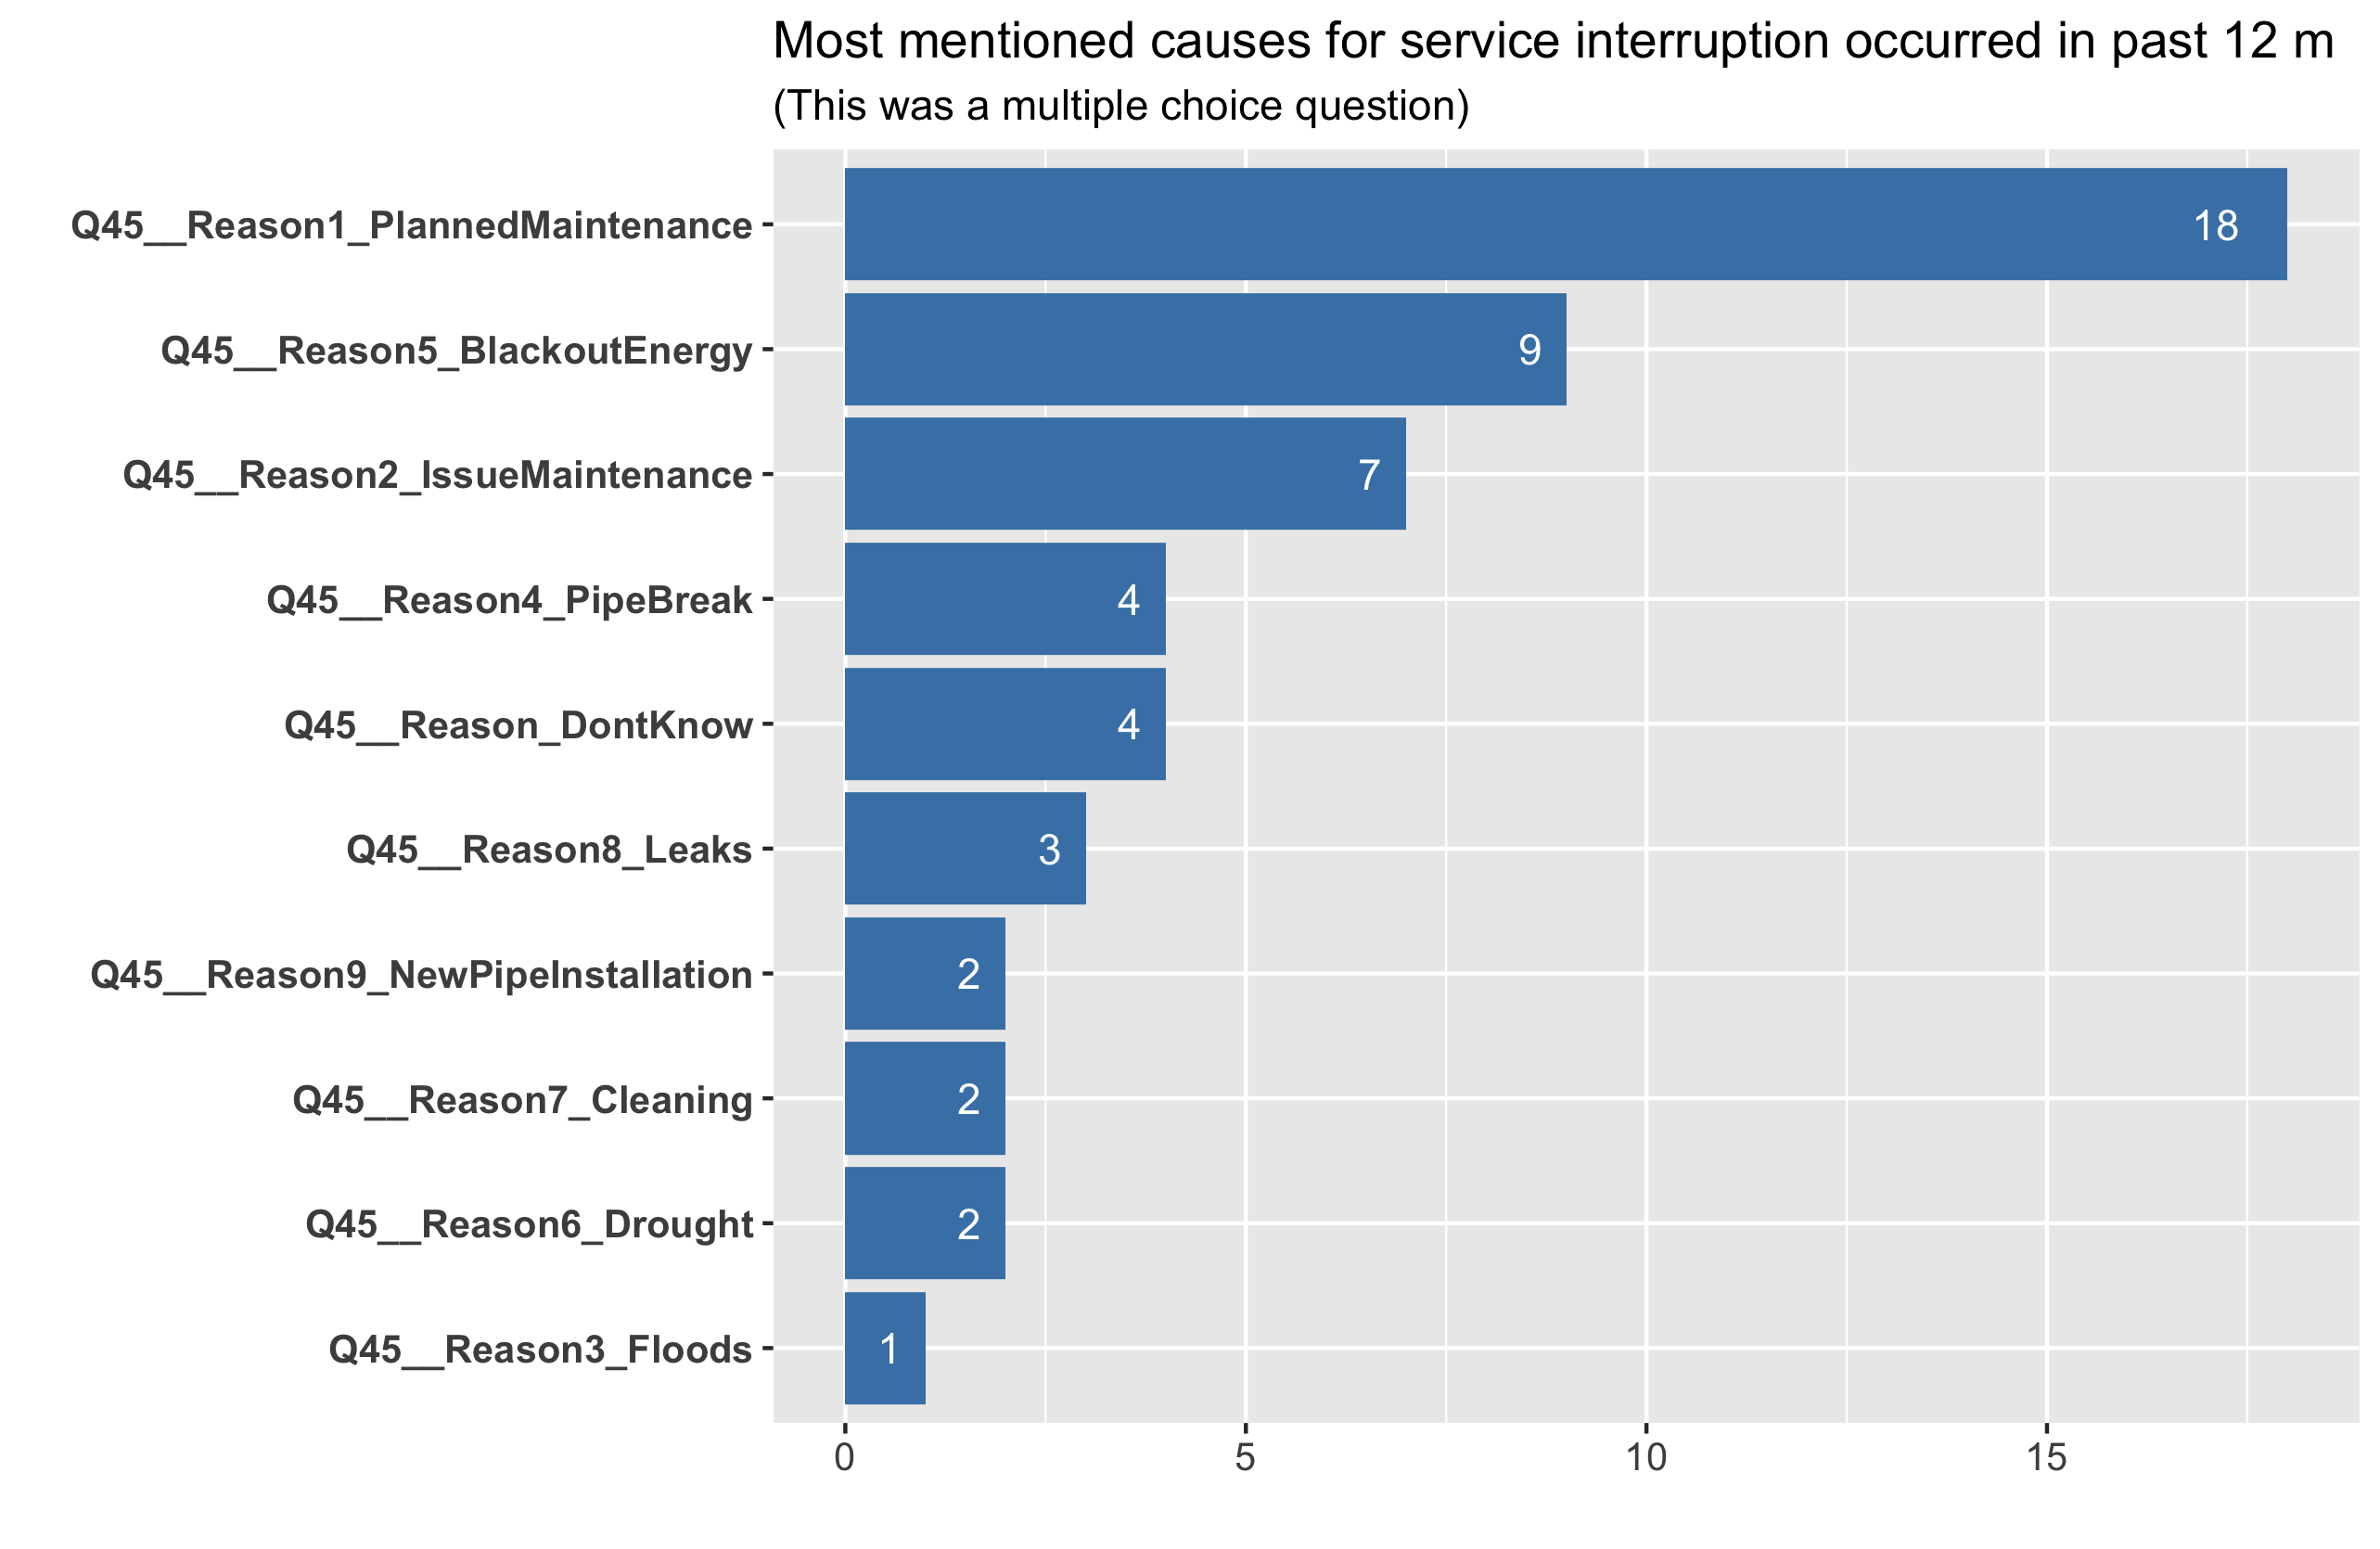 Most mentioned causes for service interruption occurred in past 12 m
(This was a multiple choice question)
Q45__Reason1_PlannedMaintenance 18
Q45__Reason5_BlackoutEnergy 9
Q45__Reason2_IssueMaintenance 7
Q45__Reason4_PipeBreak 4
Q45__Reason_DontKnow 4
Q45__Reason8_Leaks 3
Q45__Reason9_NewPipeInstallation 2
Q45__Reason7_Cleaning 2
Q45__Reason6_Drought 2
Q45__Reason3_Floods 1
0 5 10 15